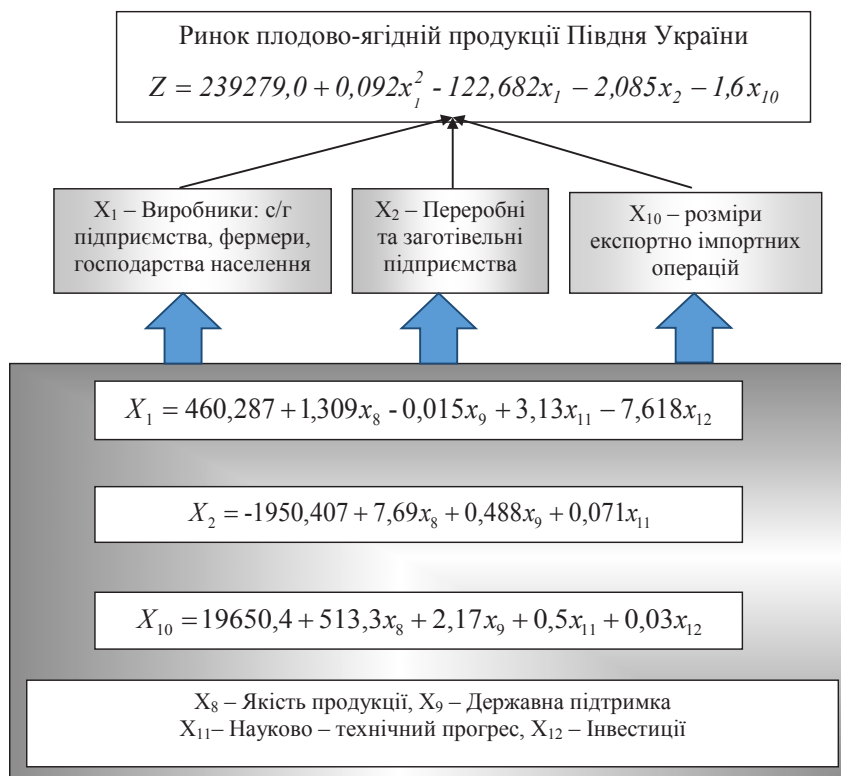 Ринок плодово-ягідній продукції Півдня України
Z = 239279,0 + 0,092x₁² - 122,682x₁ − 2,085x₂ − 1,6x₁₀
X₁ – Виробники: с/г
підприємства, фермери,
господарства населення
X₂ – Переробні
та заготівельні
підприємства
X₁₀ – розміри
експортно імпортних
операцій
X₁ = 460,287 + 1,309x₈ - 0,015x₉ + 3,13x₁₁ − 7,618x₁₂
X₂ = -1950,407 + 7,69x₈ + 0,488x₉ + 0,071x₁₁
X₁₀ = 19650,4 + 513,3x₈ + 2,17x₉ + 0,5x₁₁ + 0,03x₁₂
X₈ – Якість продукції, X₉ – Державна підтримка
X₁₁– Науково – технічний прогрес, X₁₂ – Інвестиції